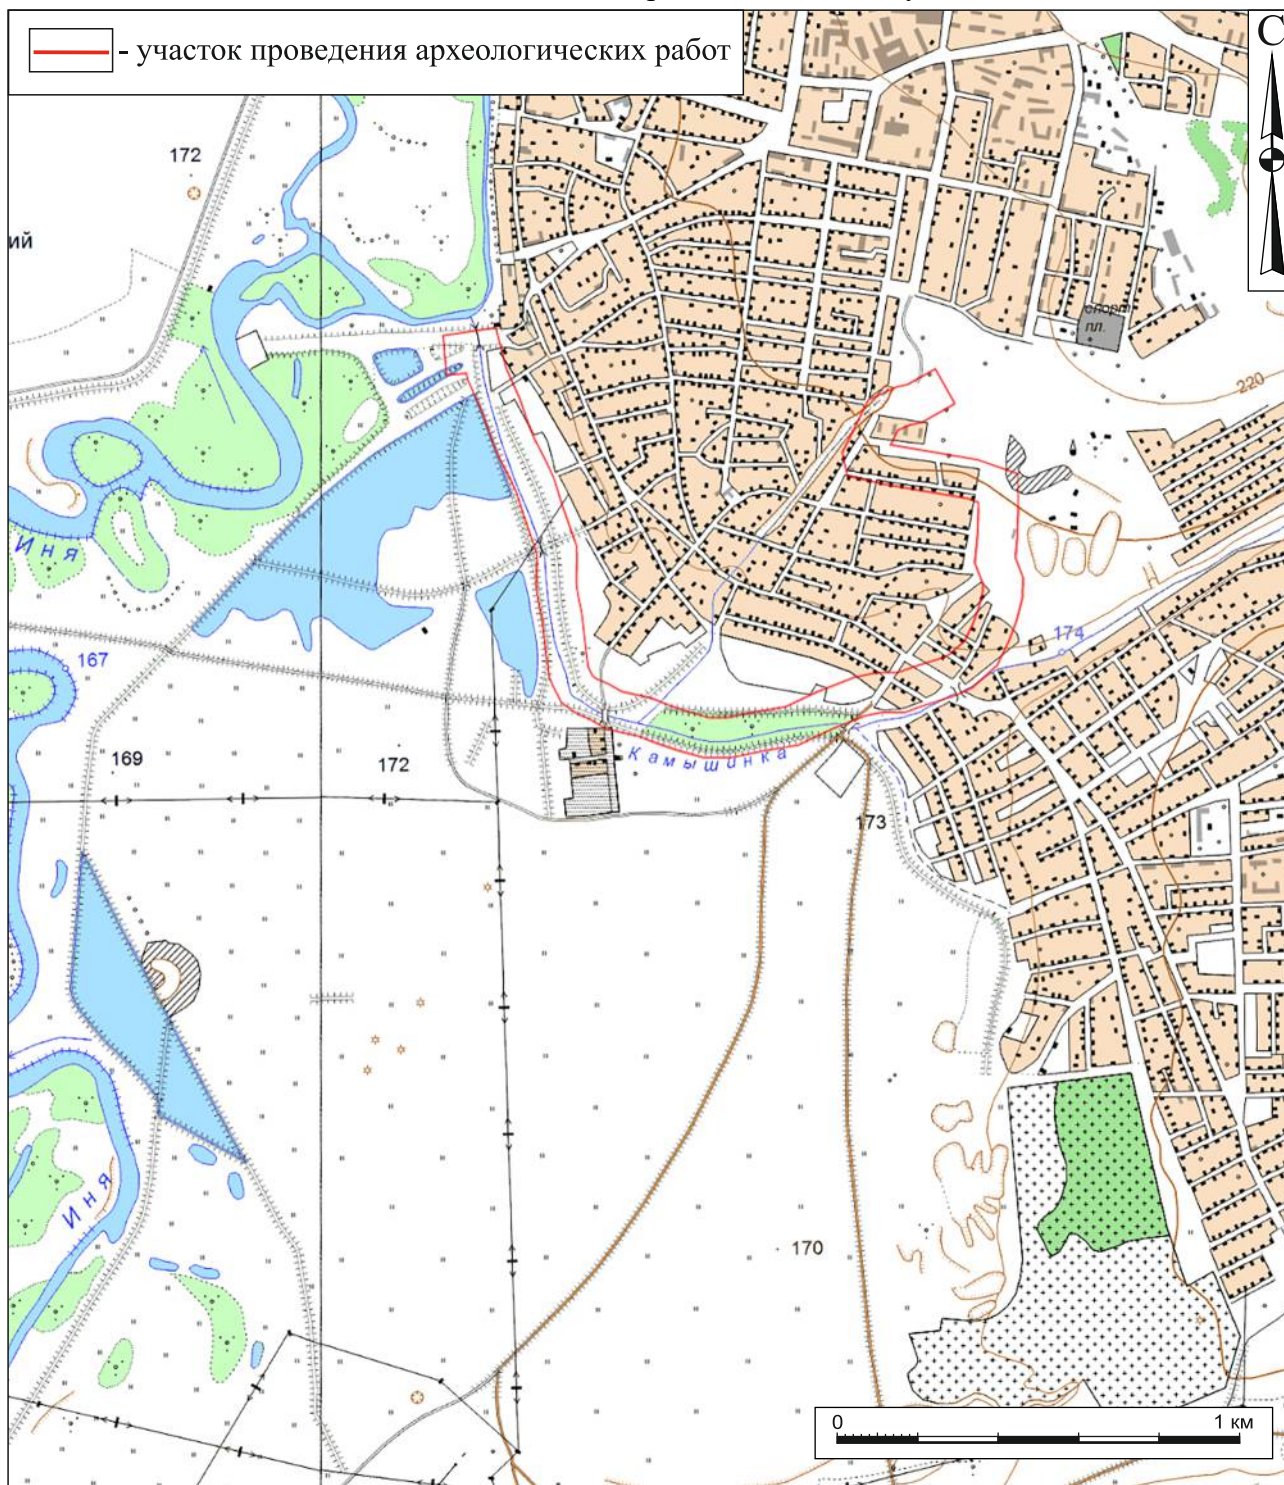 - участок проведения археологических работ
С
172
ий
спорт.
пл.
220
Иня
174
167
Камышинка
169
172
173
Иня
170
0 1 км